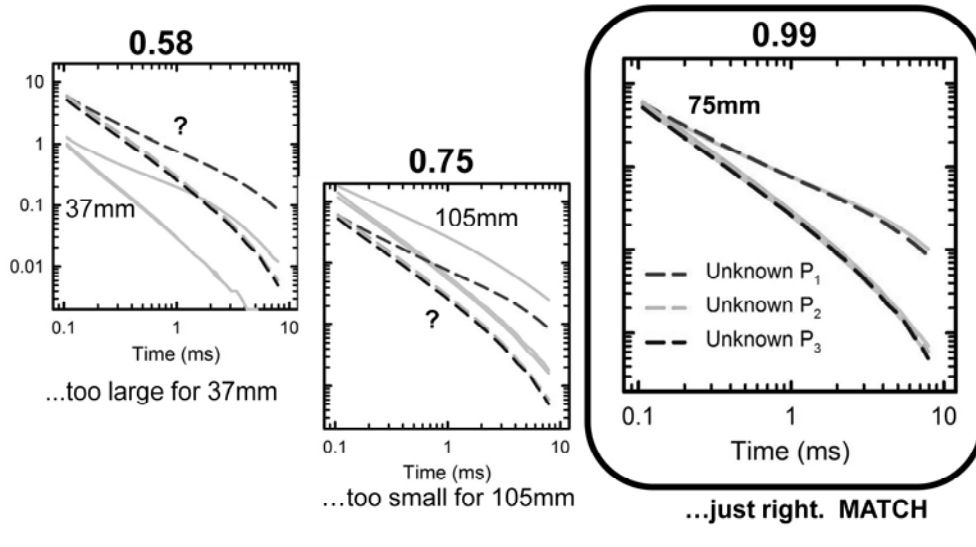 0.58
10
1
0.1
0.01
?
37mm
0.1 1 10
Time (ms)
...too large for 37mm
0.75
105mm
?
0.1 1 10
Time (ms)
...too small for 105mm
0.99
75mm
Unknown P1
Unknown P2
Unknown P3
0.1 1 10
Time (ms)
...just right. MATCH